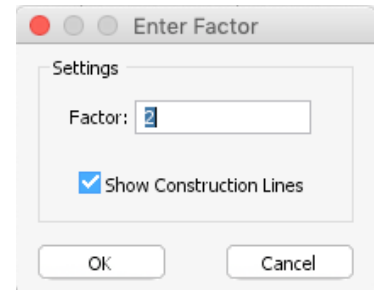 Enter Factor
Settings
Factor: 2
Show Construction Lines
OK Cancel